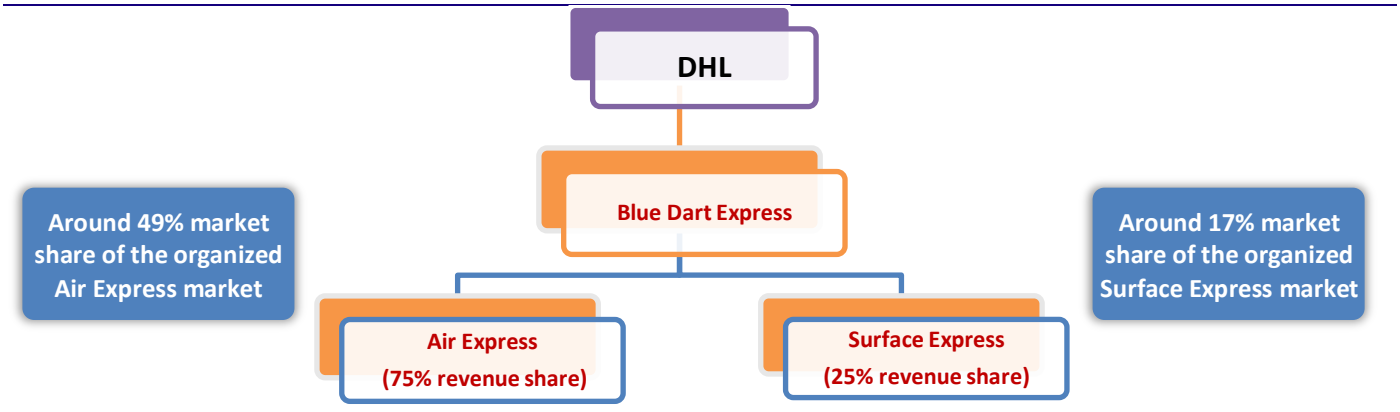 DHL
Blue Dart Express
Around 49% market
share of the organized
Air Express market
Around 17% market
share of the organized
Surface Express market
Air Express
(75% revenue share)
Surface Express
(25% revenue share)